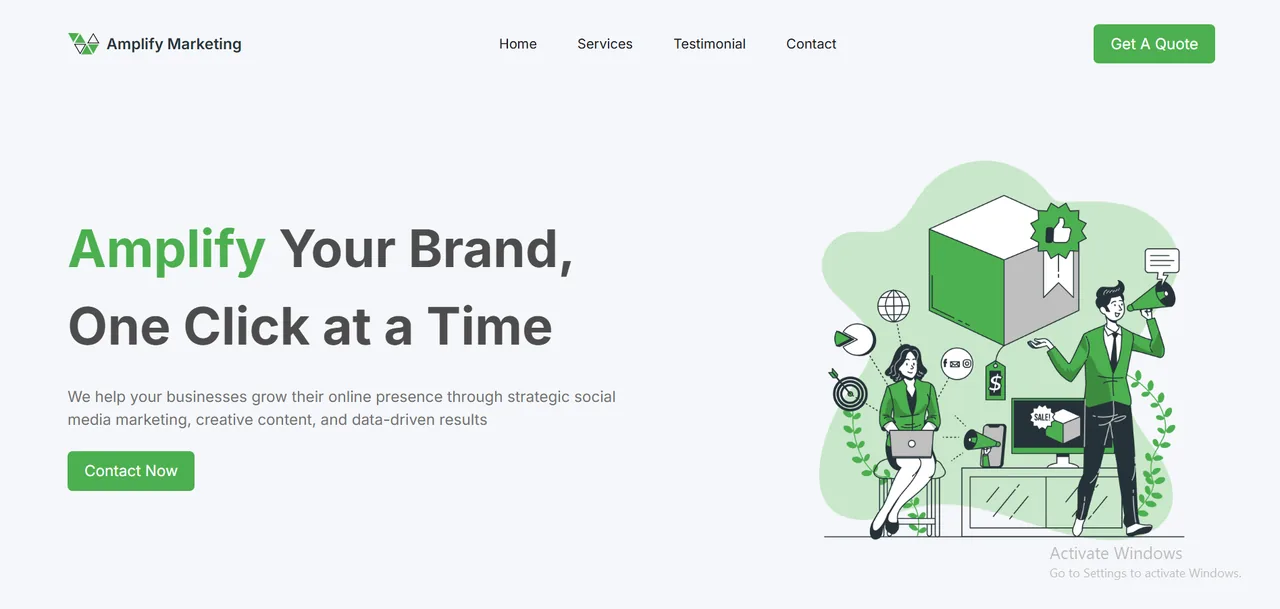 Amplify Marketing
Home
Services
Testimonial
Contact
Get A Quote
Amplify Your Brand,
One Click at a Time
We help your businesses grow their online presence through strategic social
media marketing, creative content, and data-driven results
Contact Now
$
SALE!
Activate Windows
Go to Settings to activate Windows.